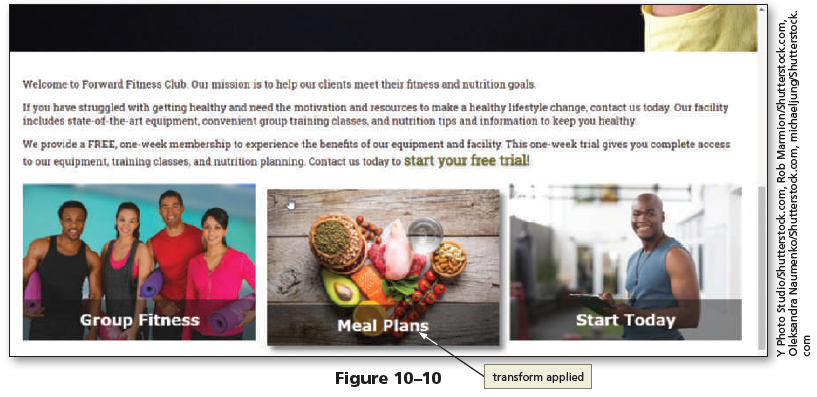 Welcome to Forward Fitness Club. Our mission is to help our clients meet their fitness and nutrition goals.
If you have struggled with getting healthy and need the motivation and resources to make a healthy lifestyle change, contact us today. Our facility
includes state-of-the-art equipment, convenient group training classes, and nutrition tips and information to keep you healthy.
We provide a FREE, one-week membership to experience the benefits of our equipment and facility. This one-week trial gives you complete access
to our equipment, training classes, and nutrition planning. Contact us today to start your free trial!
Group Fitness
Meal Plans
Start Today
Figure 10–10
transform applied
Y Photo Studio/Shutterstock.com, Rob Marmion/Shutterstock.com,
Oleksandra Naumenko/Shutterstock.com, michaeljung/Shutterstock.
com